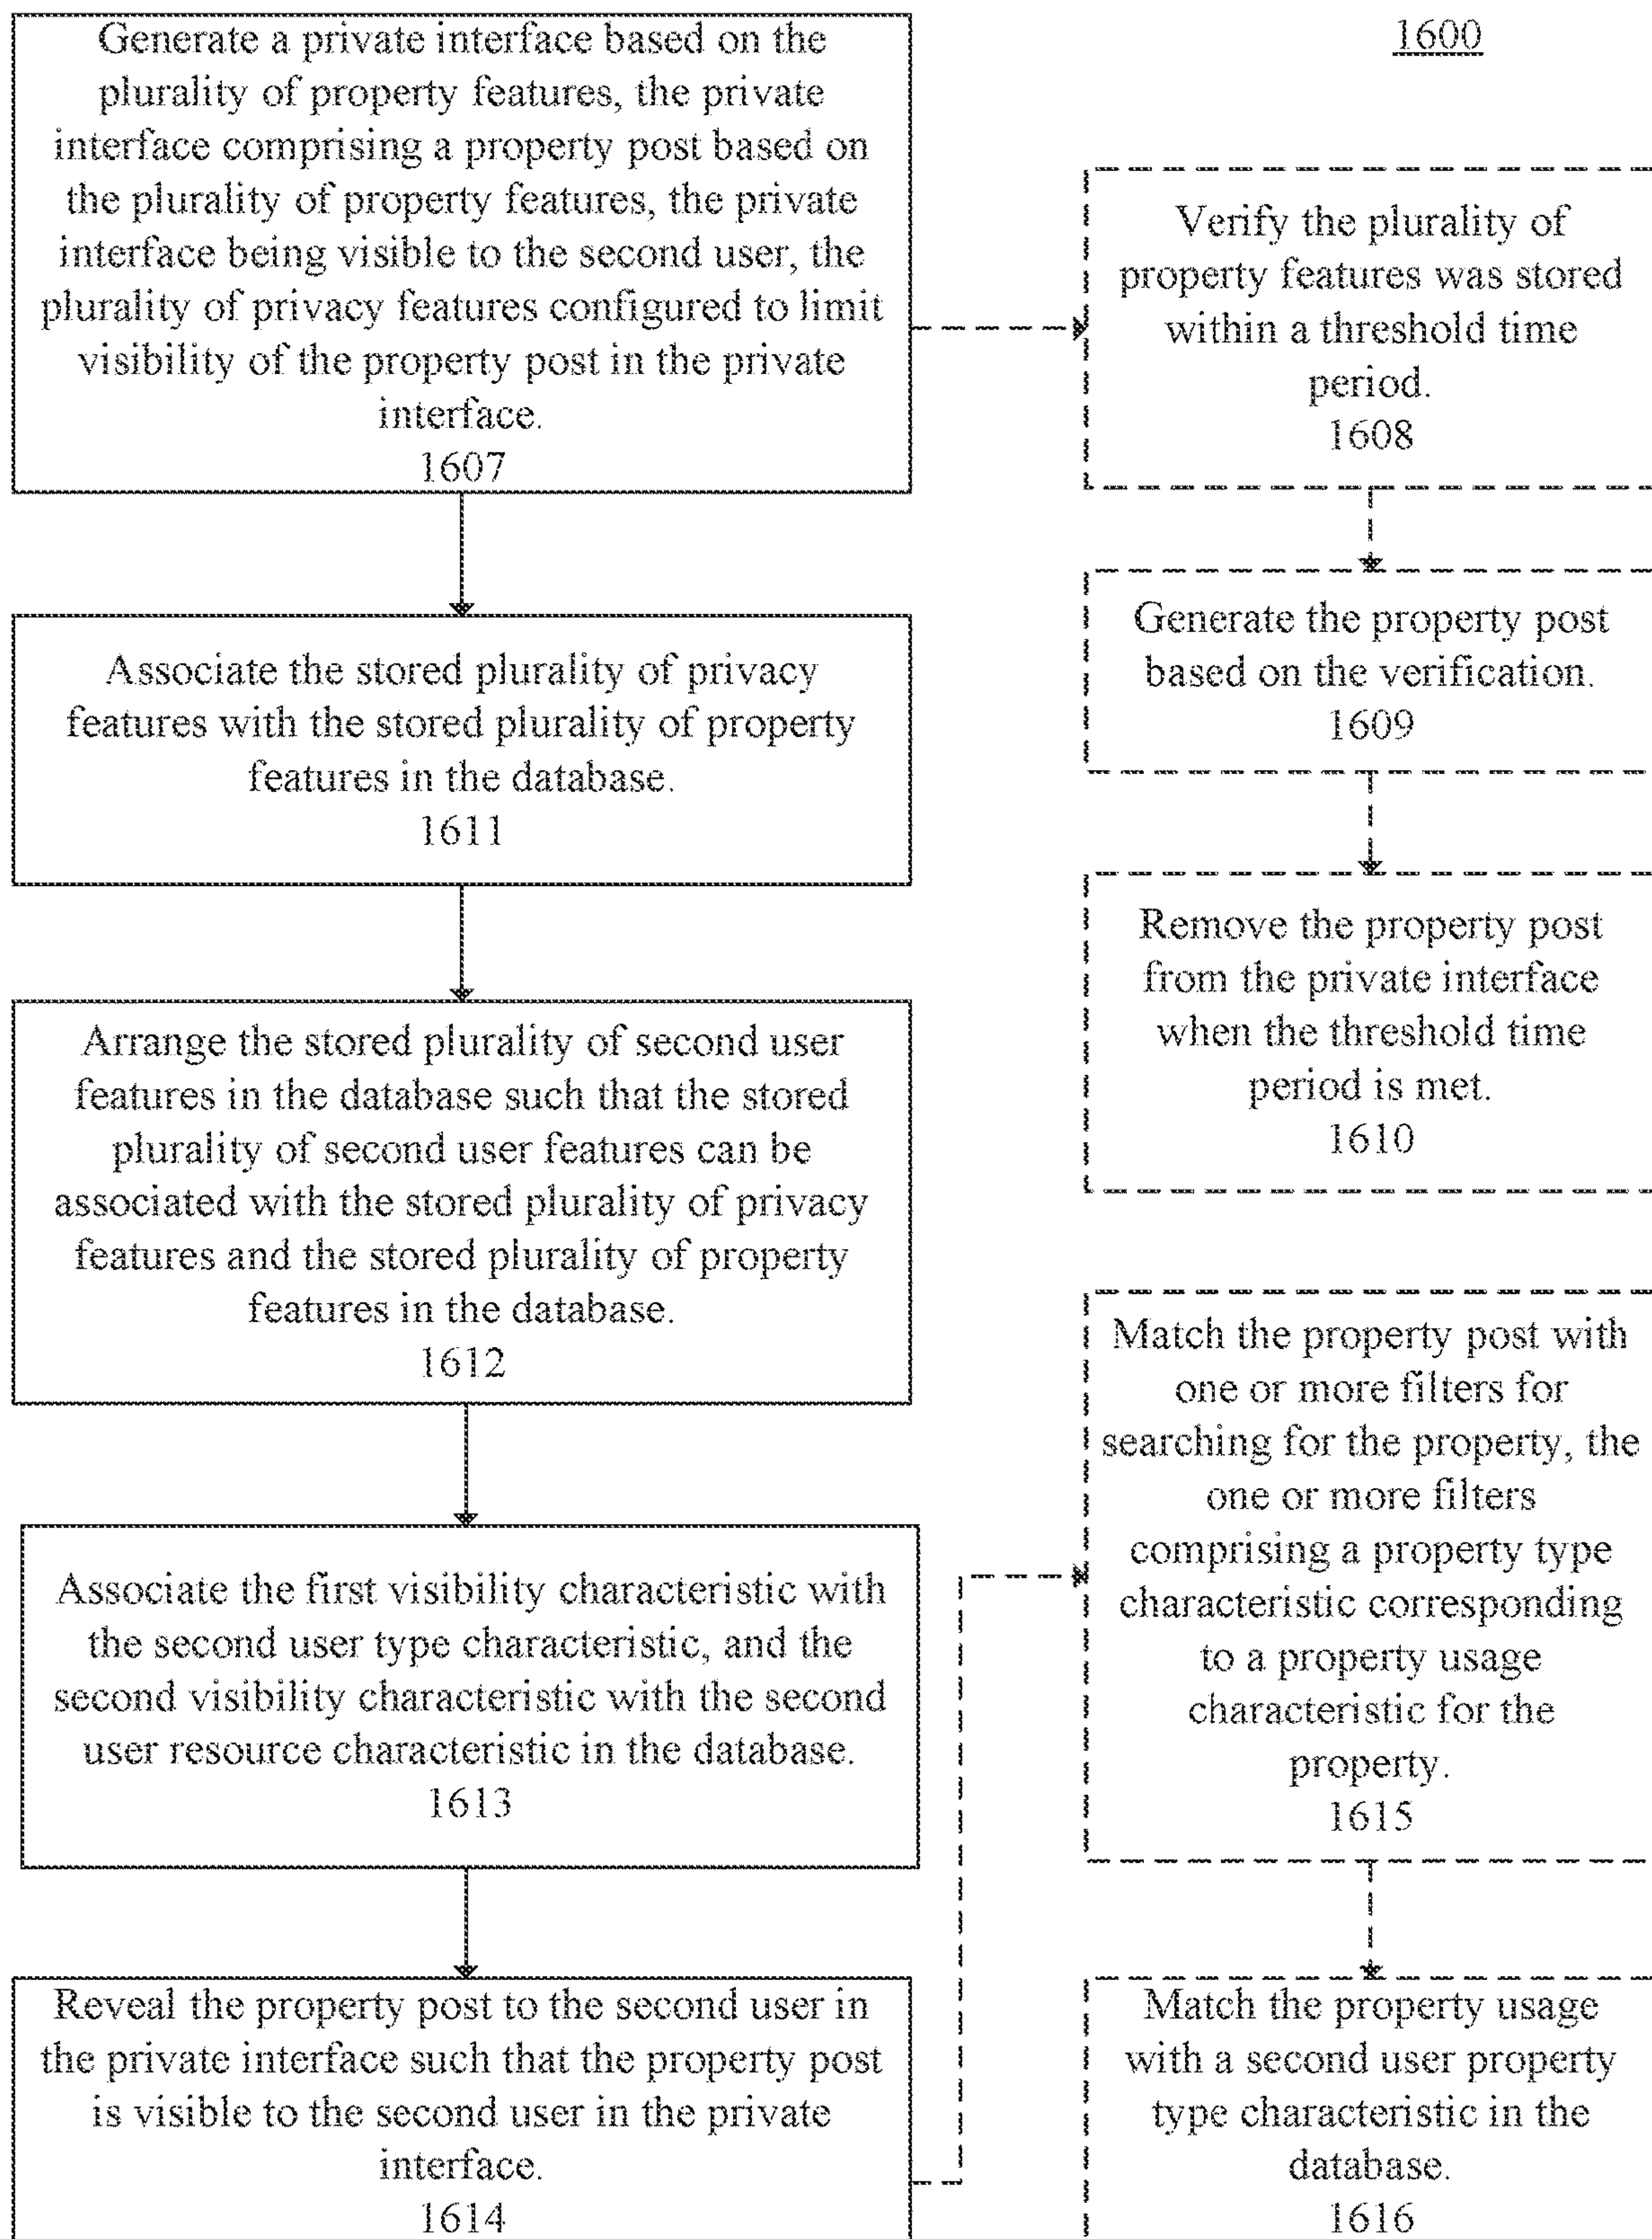 1600
Generate a private interface based on the
plurality of property features, the private
interface comprising a property post based on
the plurality of property features, the private
interface being visible to the second user, the
plurality of privacy features configured to limit
visibility of the property post in the private
interface.
1607
Verify the plurality of
property features was stored
within a threshold time
period.
1608
Generate the property post
based on the verification.
1609
Remove the property post
from the private interface
when the threshold time
period is met.
1610
Associate the stored plurality of privacy
features with the stored plurality of property
features in the database.
1611
Arrange the stored plurality of second user
features in the database such that the stored
plurality of second user features can be
associated with the stored plurality of privacy
features and the stored plurality of property
features in the database.
1612
Associate the first visibility characteristic with
the second user type characteristic, and the
second visibility characteristic with the second
user resource characteristic in the database.
1613
Reveal the property post to the second user in
the private interface such that the property post
is visible to the second user in the private
interface.
1614
Match the property post with
one or more filters for
searching for the property, the
one or more filters
comprising a property type
characteristic corresponding
to a property usage
characteristic for the
property.
1615
Match the property usage
with a second user property
type characteristic in the
database.
1616